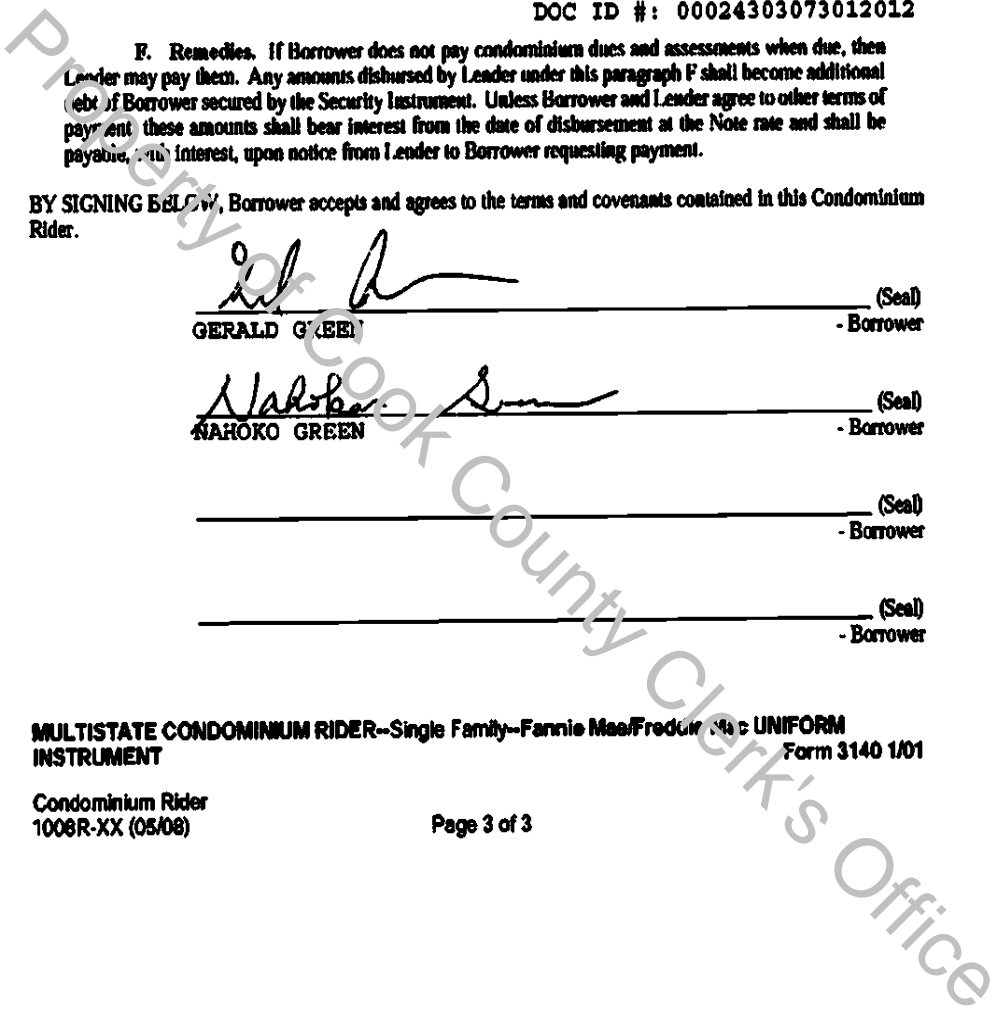 DOC ID #: 00024303073012012
F. Remedies. If Borrower does not pay condominium dues and assessments when due, then
Lender may pay them. Any amounts disbursed by Lender under this paragraph F shall become additional
debt of Borrower secured by the Security Instrument. Unless Borrower and Lender agree to other terms of
payment, these amounts shall bear interest from the date of disbursement at the Note rate and shall be
payable, with interest, upon notice from Lender to Borrower requesting payment.
BY SIGNING BELOW, Borrower accepts and agrees to the terms and covenants contained in this Condominium
Rider.
(Seal)
GERALD GREEN - Borrower
Nahoko (Seal)
NAHOKO GREEN - Borrower
(Seal)
- Borrower
(Seal)
- Borrower
MULTISTATE CONDOMINIUM RIDER--Single Family--Fannie Mae/Freddie Mac UNIFORM
INSTRUMENT Form 3140 1/01
Condominium Rider
1008R-XX (05/08) Page 3 of 3
Property of Cook County Clerk's Office